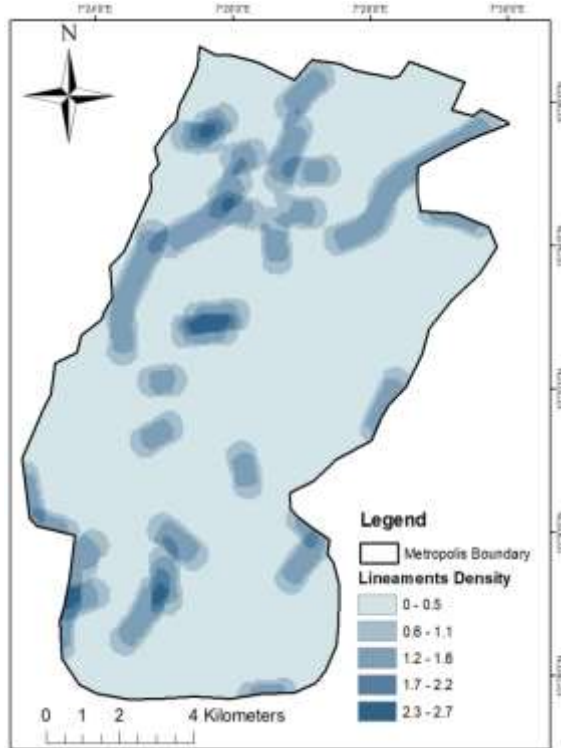 N
Legend
Metropolis Boundary
Lineaments Density
0 - 0.5
0.6 - 1.1
1.2 - 1.6
1.7 - 2.2
2.3 - 2.7
0 1 2 4 Kilometers